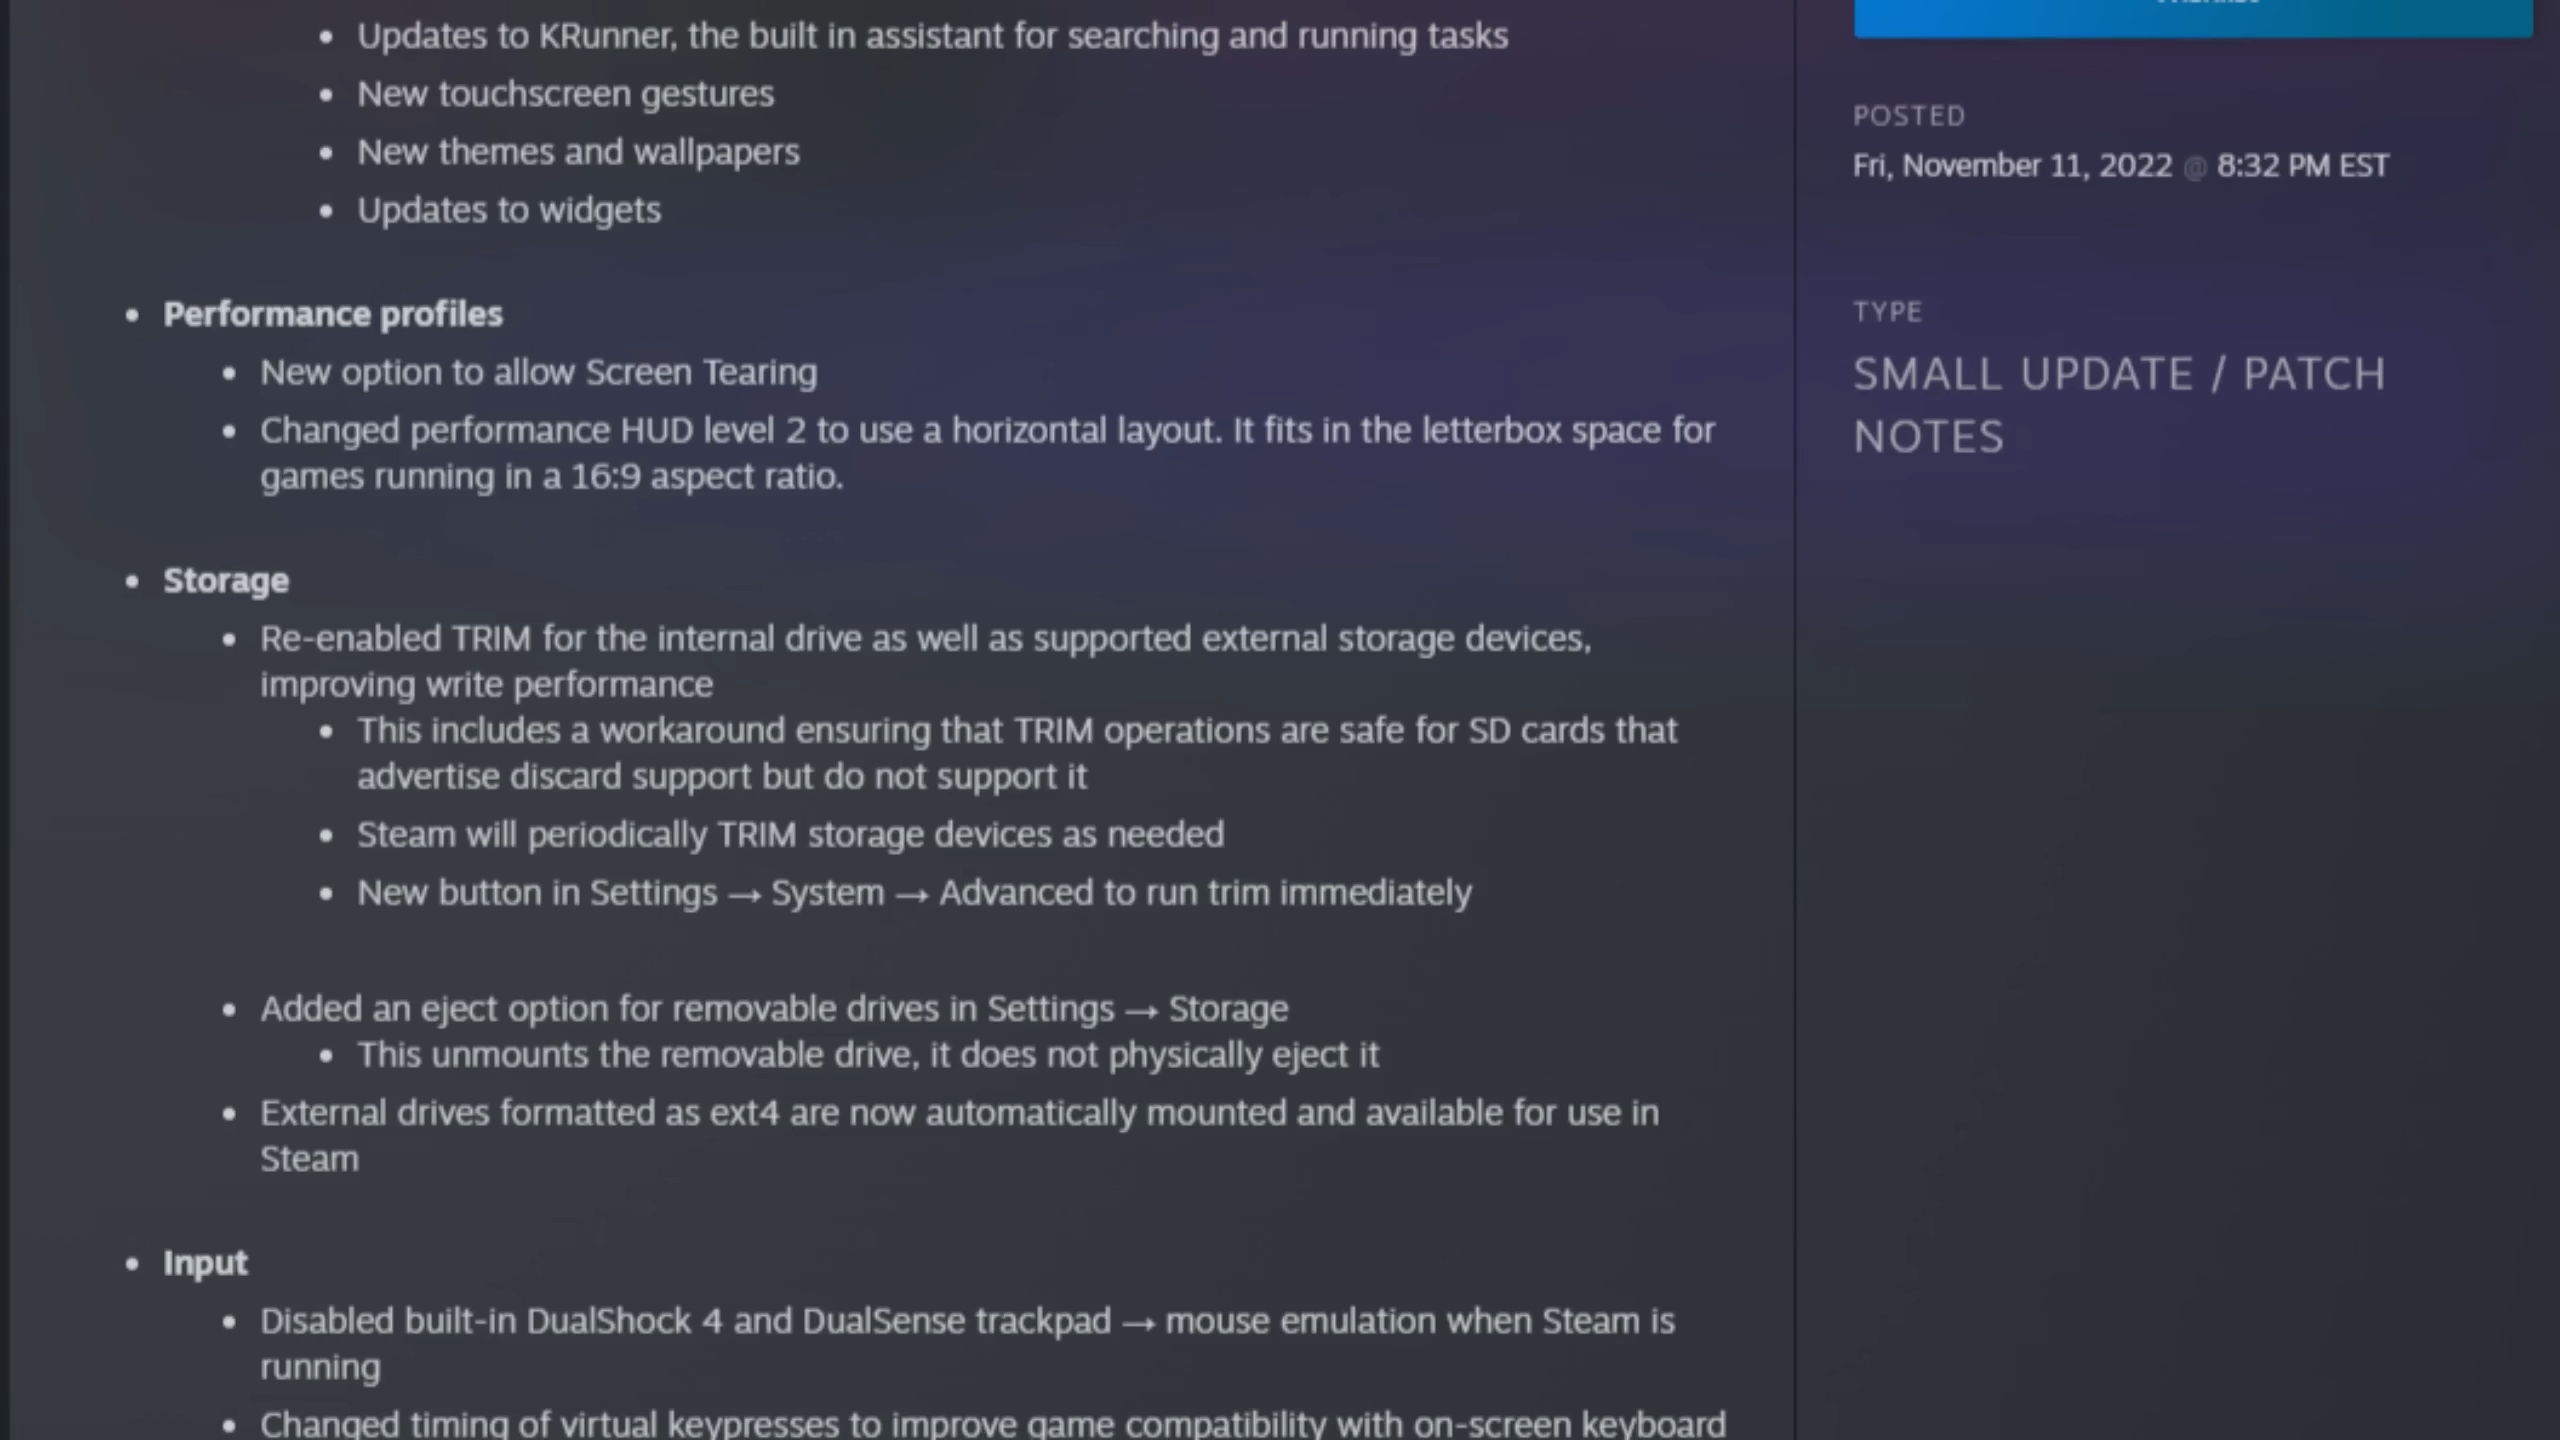 Updates to KRunner, the built in assistant for searching and running tasks
New touchscreen gestures
New themes and wallpapers
Updates to widgets
Performance profiles
New option to allow Screen Tearing
Changed performance HUD level 2 to use a horizontal layout. It fits in the letterbox space for
games running in a 16:9 aspect ratio.
Storage
Re-enabled TRIM for the internal drive as well as supported external storage devices,
improving write performance
This includes a workaround ensuring that TRIM operations are safe for SD cards that
advertise discard support but do not support it
Steam will periodically TRIM storage devices as needed
New button in Settings → System → Advanced to run trim immediately
Added an eject option for removable drives in Settings → Storage
This unmounts the removable drive, it does not physically eject it
External drives formatted as ext4 are now automatically mounted and available for use in
Steam
Input
Disabled built-in DualShock 4 and DualSense trackpad → mouse emulation when Steam is
running
Changed timing of virtual keypresses to improve game compatibility with on-screen keyboard
POSTED
Fri, November 11, 2022 @ 8:32 PM EST
TYPE
SMALL UPDATE / PATCH
NOTES